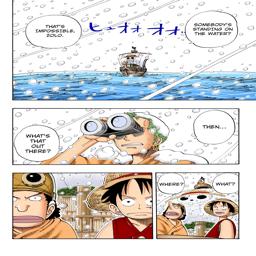 SOMEBODY'S
STANDING ON
THE WATER?
ヒュオオオオ..
THAT'S
IMPOSSIBLE,
ZOLO.
THEN...
WHAT'S
THAT
OUT
THERE?
WHERE?
WHAT?